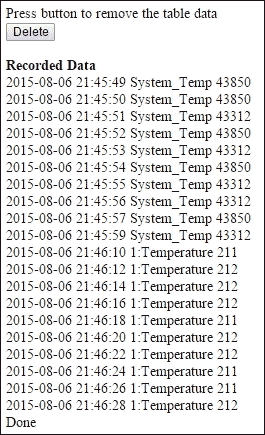 Press button to remove the table data
Delete
Recorded Data
2015-08-06 21:45:49 System_Temp 43850
2015-08-06 21:45:50 System_Temp 43850
2015-08-06 21:45:51 System_Temp 43312
2015-08-06 21:45:52 System_Temp 43850
2015-08-06 21:45:53 System_Temp 43312
2015-08-06 21:45:54 System_Temp 43850
2015-08-06 21:45:55 System_Temp 43312
2015-08-06 21:45:56 System_Temp 43312
2015-08-06 21:45:57 System_Temp 43850
2015-08-06 21:45:59 System_Temp 43312
2015-08-06 21:46:10 1:Temperature 211
2015-08-06 21:46:12 1:Temperature 212
2015-08-06 21:46:14 1:Temperature 212
2015-08-06 21:46:16 1:Temperature 212
2015-08-06 21:46:18 1:Temperature 211
2015-08-06 21:46:20 1:Temperature 212
2015-08-06 21:46:22 1:Temperature 212
2015-08-06 21:46:24 1:Temperature 211
2015-08-06 21:46:26 1:Temperature 211
2015-08-06 21:46:28 1:Temperature 212
Done